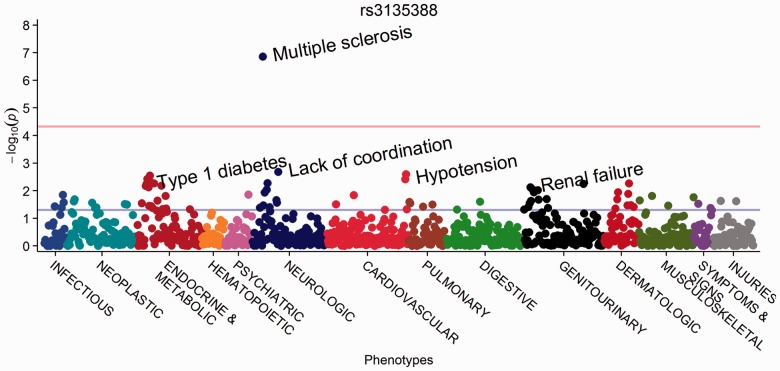 rs3135388
8
7
6
5
4
3
2
1
0
−log10(p)
Multiple sclerosis
Type 1 diabetes
Lack of coordination
Hypotension
Renal failure
INFECTIOUS
NEOPLASTIC
ENDOCRINE &
METABOLIC
HEMATOPOIETIC
PSYCHIATRIC
NEUROLOGIC
CARDIOVASCULAR
PULMONARY
DIGESTIVE
GENITOURINARY
DERMATOLOGIC
MUSCULOSKELETAL
SYMPTOMS &
SIGNS
INJURIES
Phenotypes